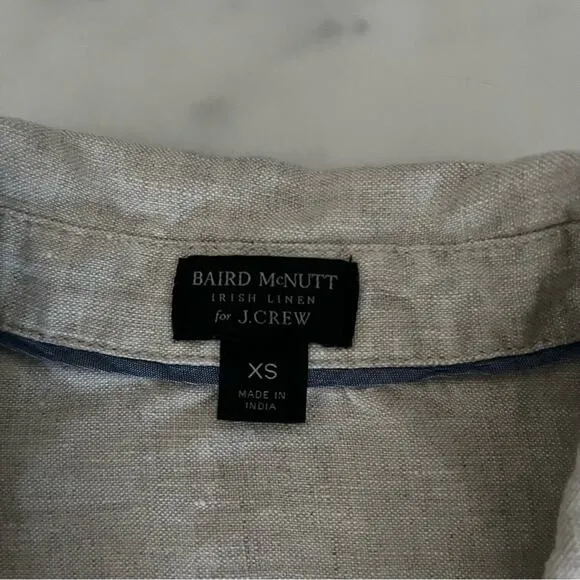 BAIRD McNUTT
IRISH LINEN
for J.CREW
XS
MADE IN
INDIA